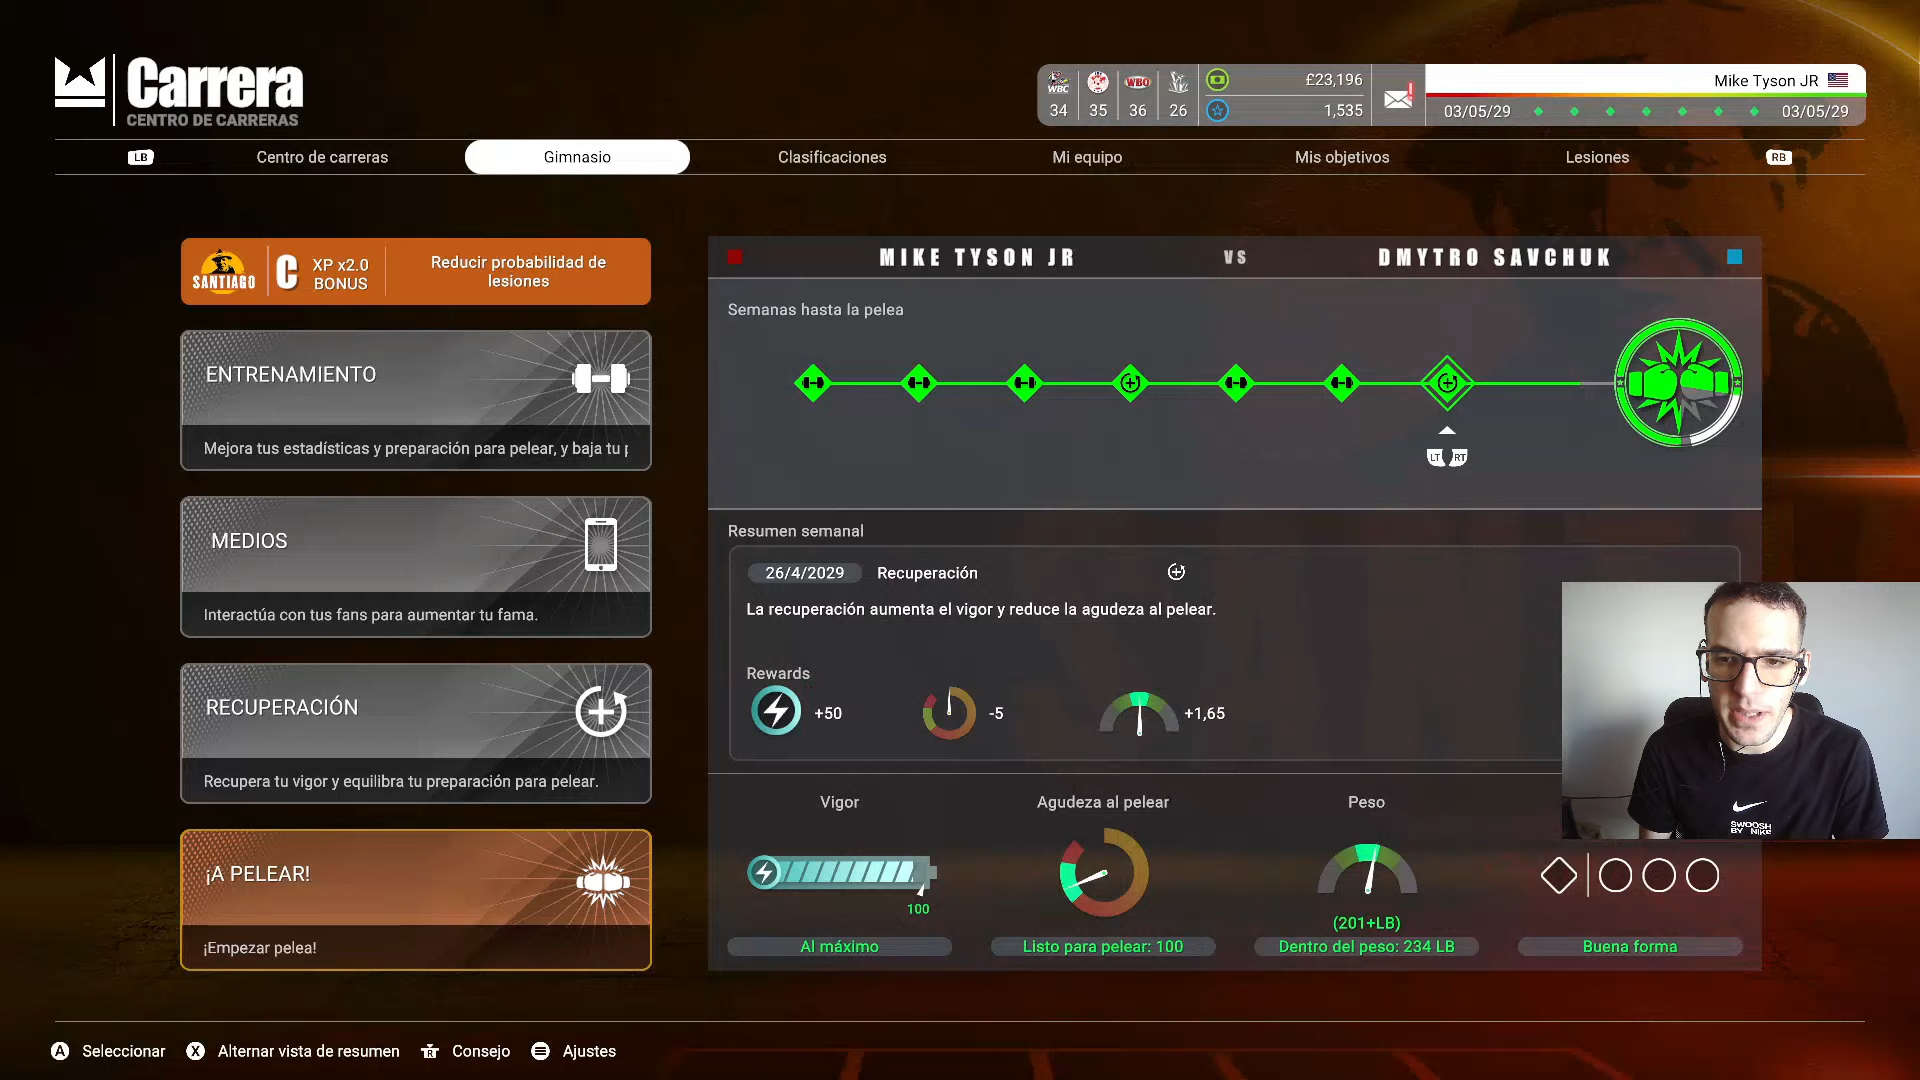 Carrera
CENTRO DE CARRERAS
WBC
WBO
34
35
36
26
£23,196
1,535
Mike Tyson JR
03/05/29
03/05/29
LB
Centro de carreras
Gimnasio
Clasificaciones
Mi equipo
Mis objetivos
Lesiones
RB
SANTIAGO
C
XP x2.0
BONUS
Reducir probabilidad de
lesiones
ENTRENAMIENTO
Mejora tus estadísticas y preparación para pelear, y baja tu p
MEDIOS
Interactúa con tus fans para aumentar tu fama.
RECUPERACIÓN
Recupera tu vigor y equilibra tu preparación para pelear.
¡A PELEAR!
¡Empezar pelea!
MIKE TYSON JR
VS
DMYTRO SAVCHUK
Semanas hasta la pelea
LT
RT
Resumen semanal
26/4/2029
Recuperación
La recuperación aumenta el vigor y reduce la agudeza al pelear.
Rewards
+50
-5
+1,65
Vigor
100
Al máximo
Agudeza al pelear
Listo para pelear: 100
Peso
(201+LB)
Dentro del peso: 234 LB
Buena forma
SWOOSH
BY NIKE
A Seleccionar
X Alternar vista de resumen
R Consejo
Ajustes